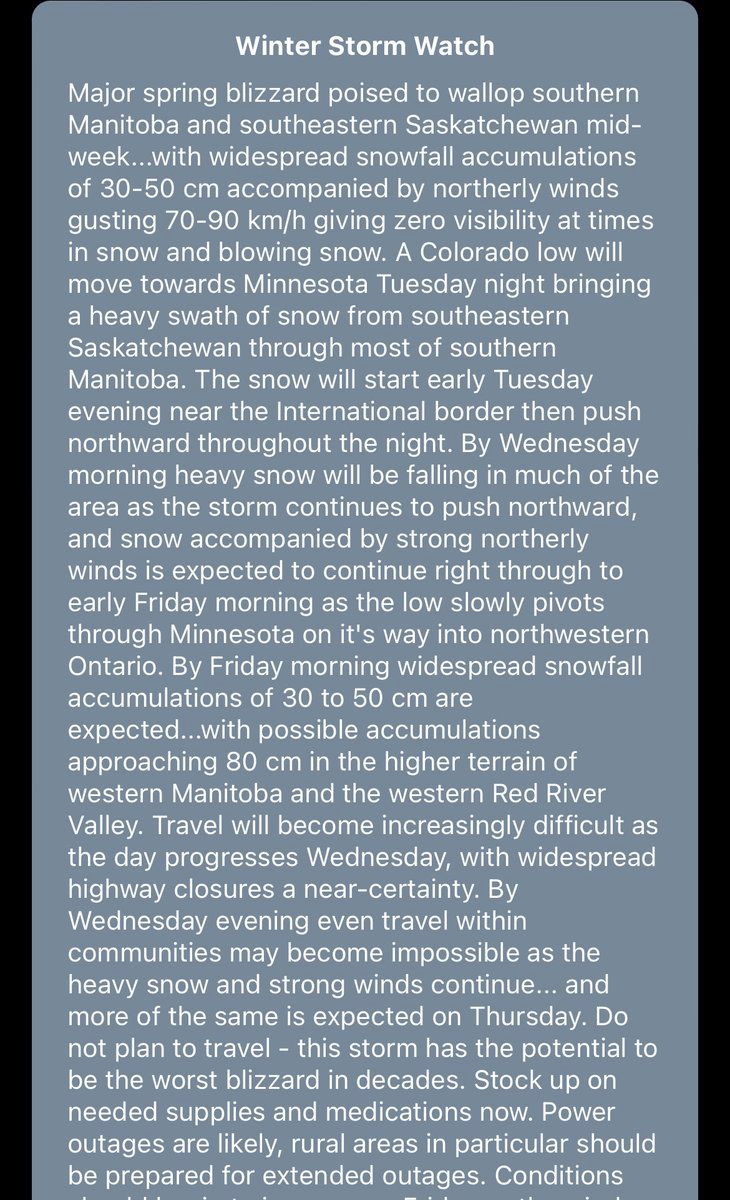 Winter Storm Watch
Major spring blizzard poised to wallop southern
Manitoba and southeastern Saskatchewan mid-
week...with widespread snowfall accumulations
of 30-50 cm accompanied by northerly winds
gusting 70-90 km/h giving zero visibility at times
in snow and blowing snow. A Colorado low will
move towards Minnesota Tuesday night bringing
a heavy swath of snow from southeastern
Saskatchewan through most of southern
Manitoba. The snow will start early Tuesday
evening near the International border then push
northward throughout the night. By Wednesday
morning heavy snow will be falling in much of the
area as the storm continues to push northward,
and snow accompanied by strong northerly
winds is expected to continue right through to
early Friday morning as the low slowly pivots
through Minnesota on it's way into northwestern
Ontario. By Friday morning widespread snowfall
accumulations of 30 to 50 cm are
expected...with possible accumulations
approaching 80 cm in the higher terrain of
western Manitoba and the western Red River
Valley. Travel will become increasingly difficult as
the day progresses Wednesday, with widespread
highway closures a near-certainty. By
Wednesday evening even travel within
communities may become impossible as the
heavy snow and strong winds continue... and
more of the same is expected on Thursday. Do
not plan to travel - this storm has the potential to
be the worst blizzard in decades. Stock up on
needed supplies and medications now. Power
outages are likely, rural areas in particular should
be prepared for extended outages. Conditions